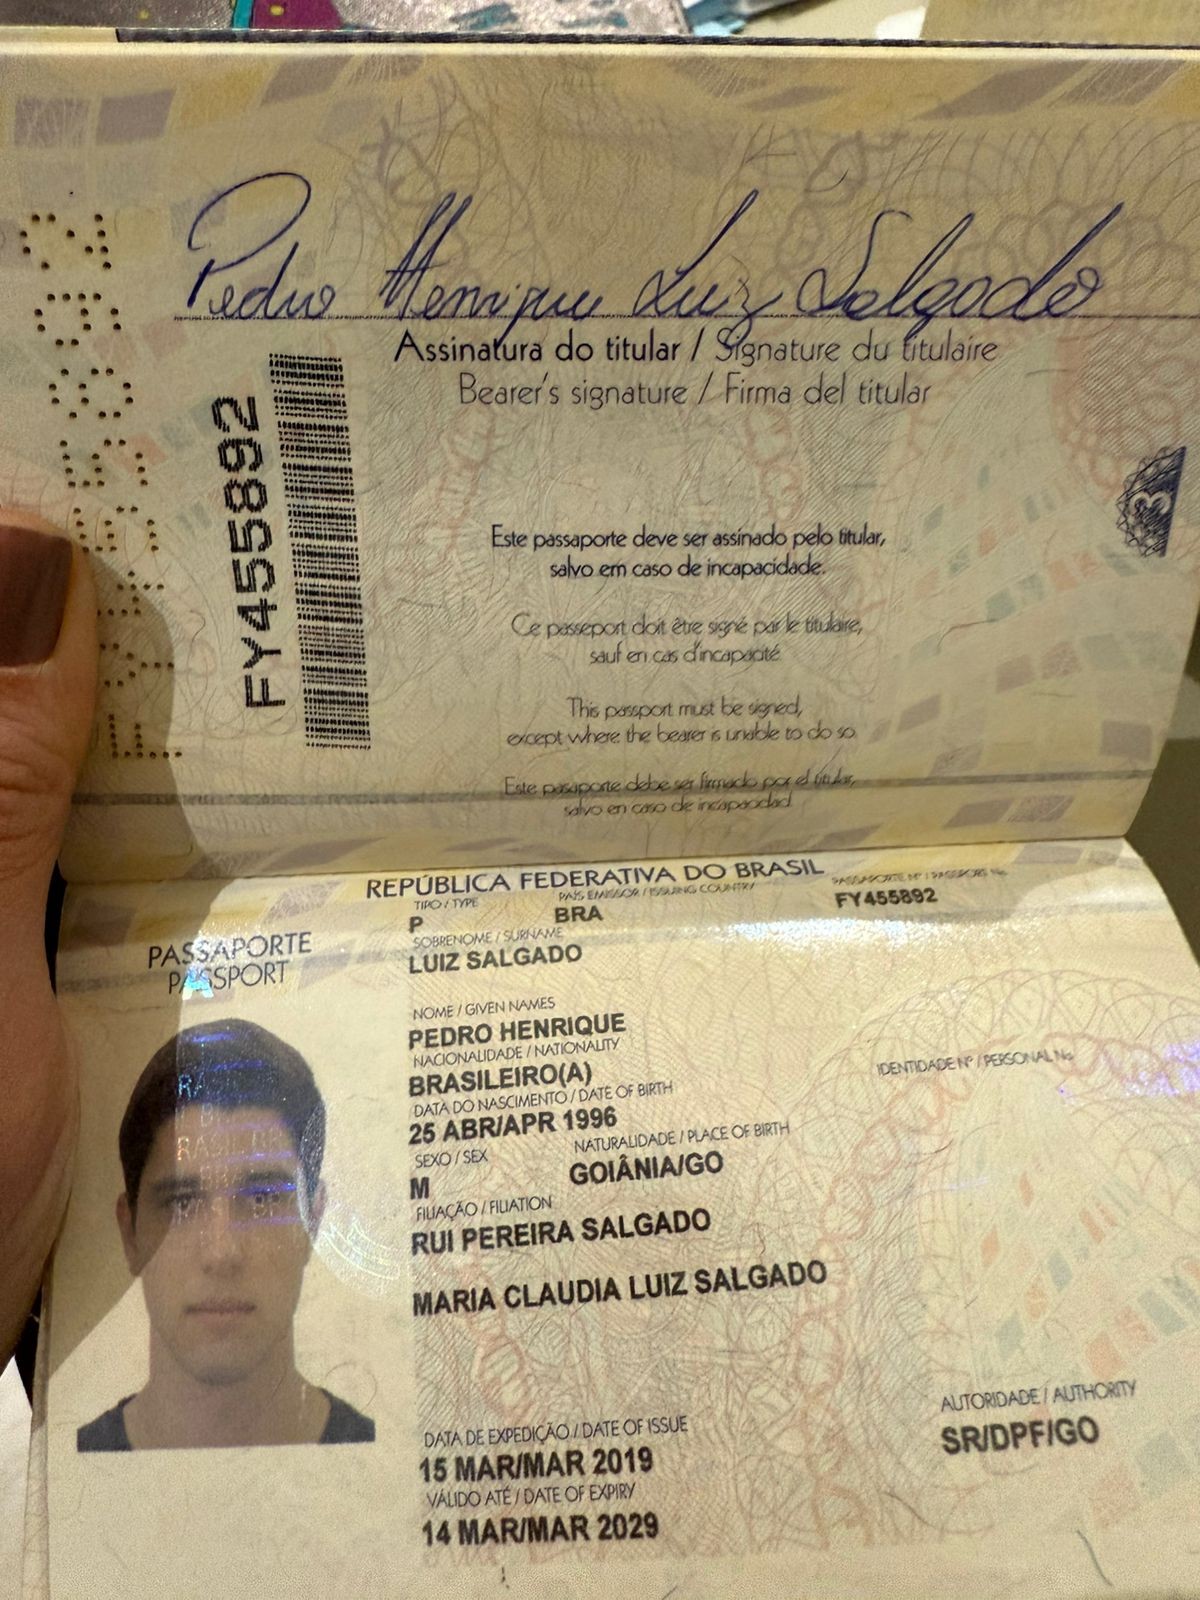 Pedro Henrique Luiz Salgado
Assinatura do titular / Signature du titulaire
Bearer's signature / Firma del titular
FY455892
FY455892
Este passaporte deve ser assinado pelo titular,
salvo em caso de incapacidade.
Ce passeport doit être signé par le titulaire,
sauf en cas d'incapacité.
This passport must be signed,
except where the bearer is unable to do so.
Este pasaporte debe ser firmado por el titular,
salvo en caso de incapacidad.
REPÚBLICA FEDERATIVA DO BRASIL
PASSAPORTE
PASSPORT
TIPO / TYPE PAÍS EMISSOR / ISSUING COUNTRY PASSAPORTE Nº / PASSPORT No.
P BRA FY455892
SOBRENOME / SURNAME
LUIZ SALGADO
NOME / GIVEN NAMES
PEDRO HENRIQUE
NACIONALIDADE / NATIONALITY
BRASILEIRO(A)
IDENTIDADE Nº / PERSONAL No.
DATA DO NASCIMENTO / DATE OF BIRTH
25 ABR/APR 1996
SEXO / SEX NATURALIDADE / PLACE OF BIRTH
M GOIÂNIA/GO
FILIAÇÃO / FILIATION
RUI PEREIRA SALGADO
MARIA CLAUDIA LUIZ SALGADO
DATA DE EXPEDIÇÃO / DATE OF ISSUE AUTORIDADE / AUTHORITY
15 MAR/MAR 2019 SR/DPF/GO
VÁLIDO ATÉ / DATE OF EXPIRY
14 MAR/MAR 2029